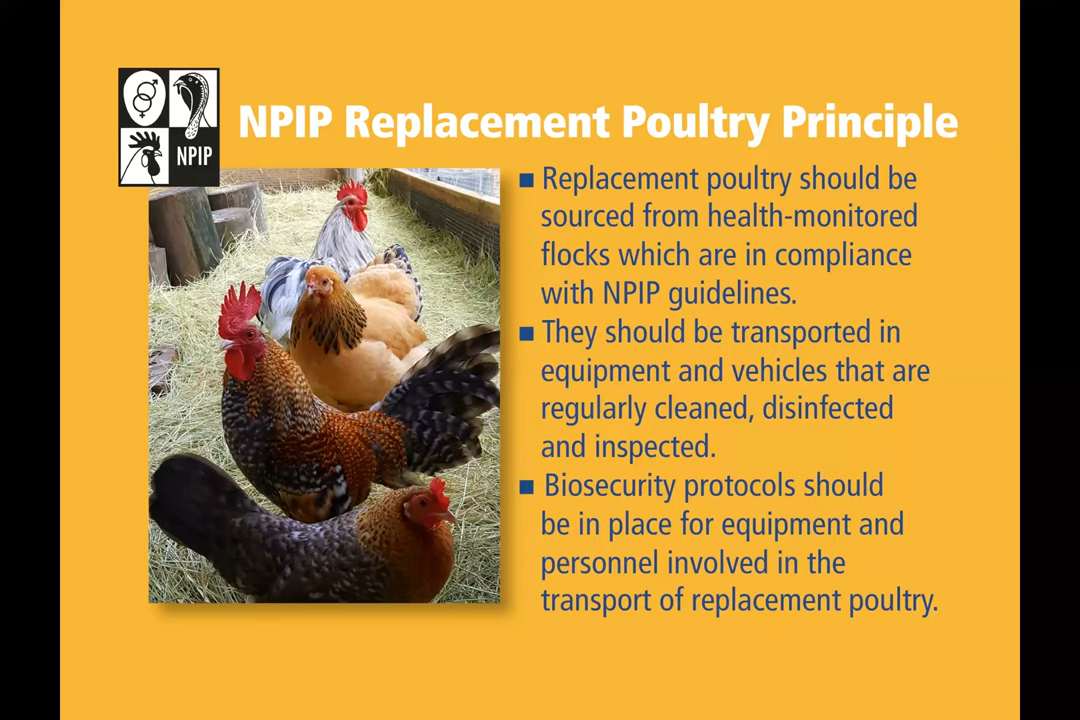 NPIP
NPIP Replacement Poultry Principle
■ Replacement poultry should be
sourced from health-monitored
flocks which are in compliance
with NPIP guidelines.
■ They should be transported in
equipment and vehicles that are
regularly cleaned, disinfected
and inspected.
■ Biosecurity protocols should
be in place for equipment and
personnel involved in the
transport of replacement poultry.